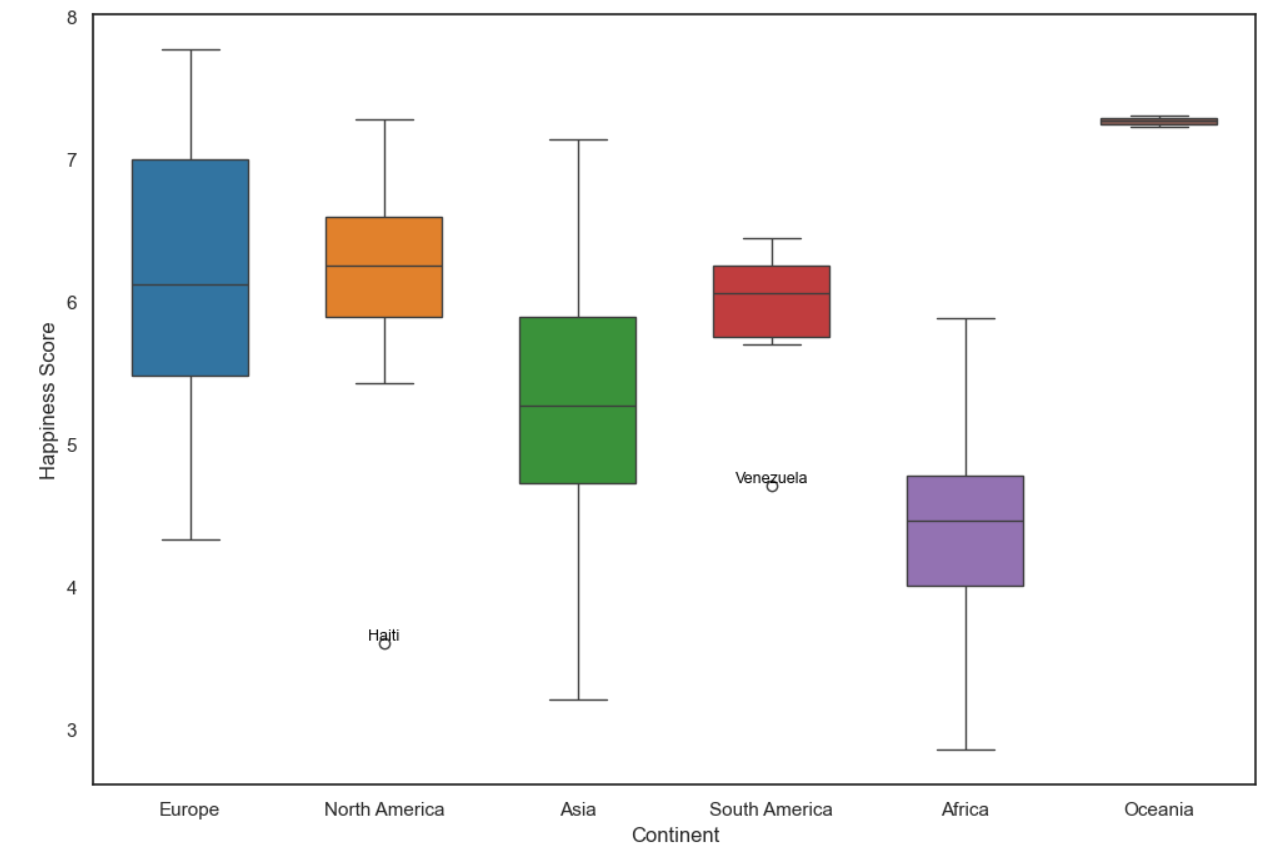 8
7
6
5
4
3
Happiness Score
Haiti
Venezuela
Europe North America Asia South America Africa Oceania
Continent